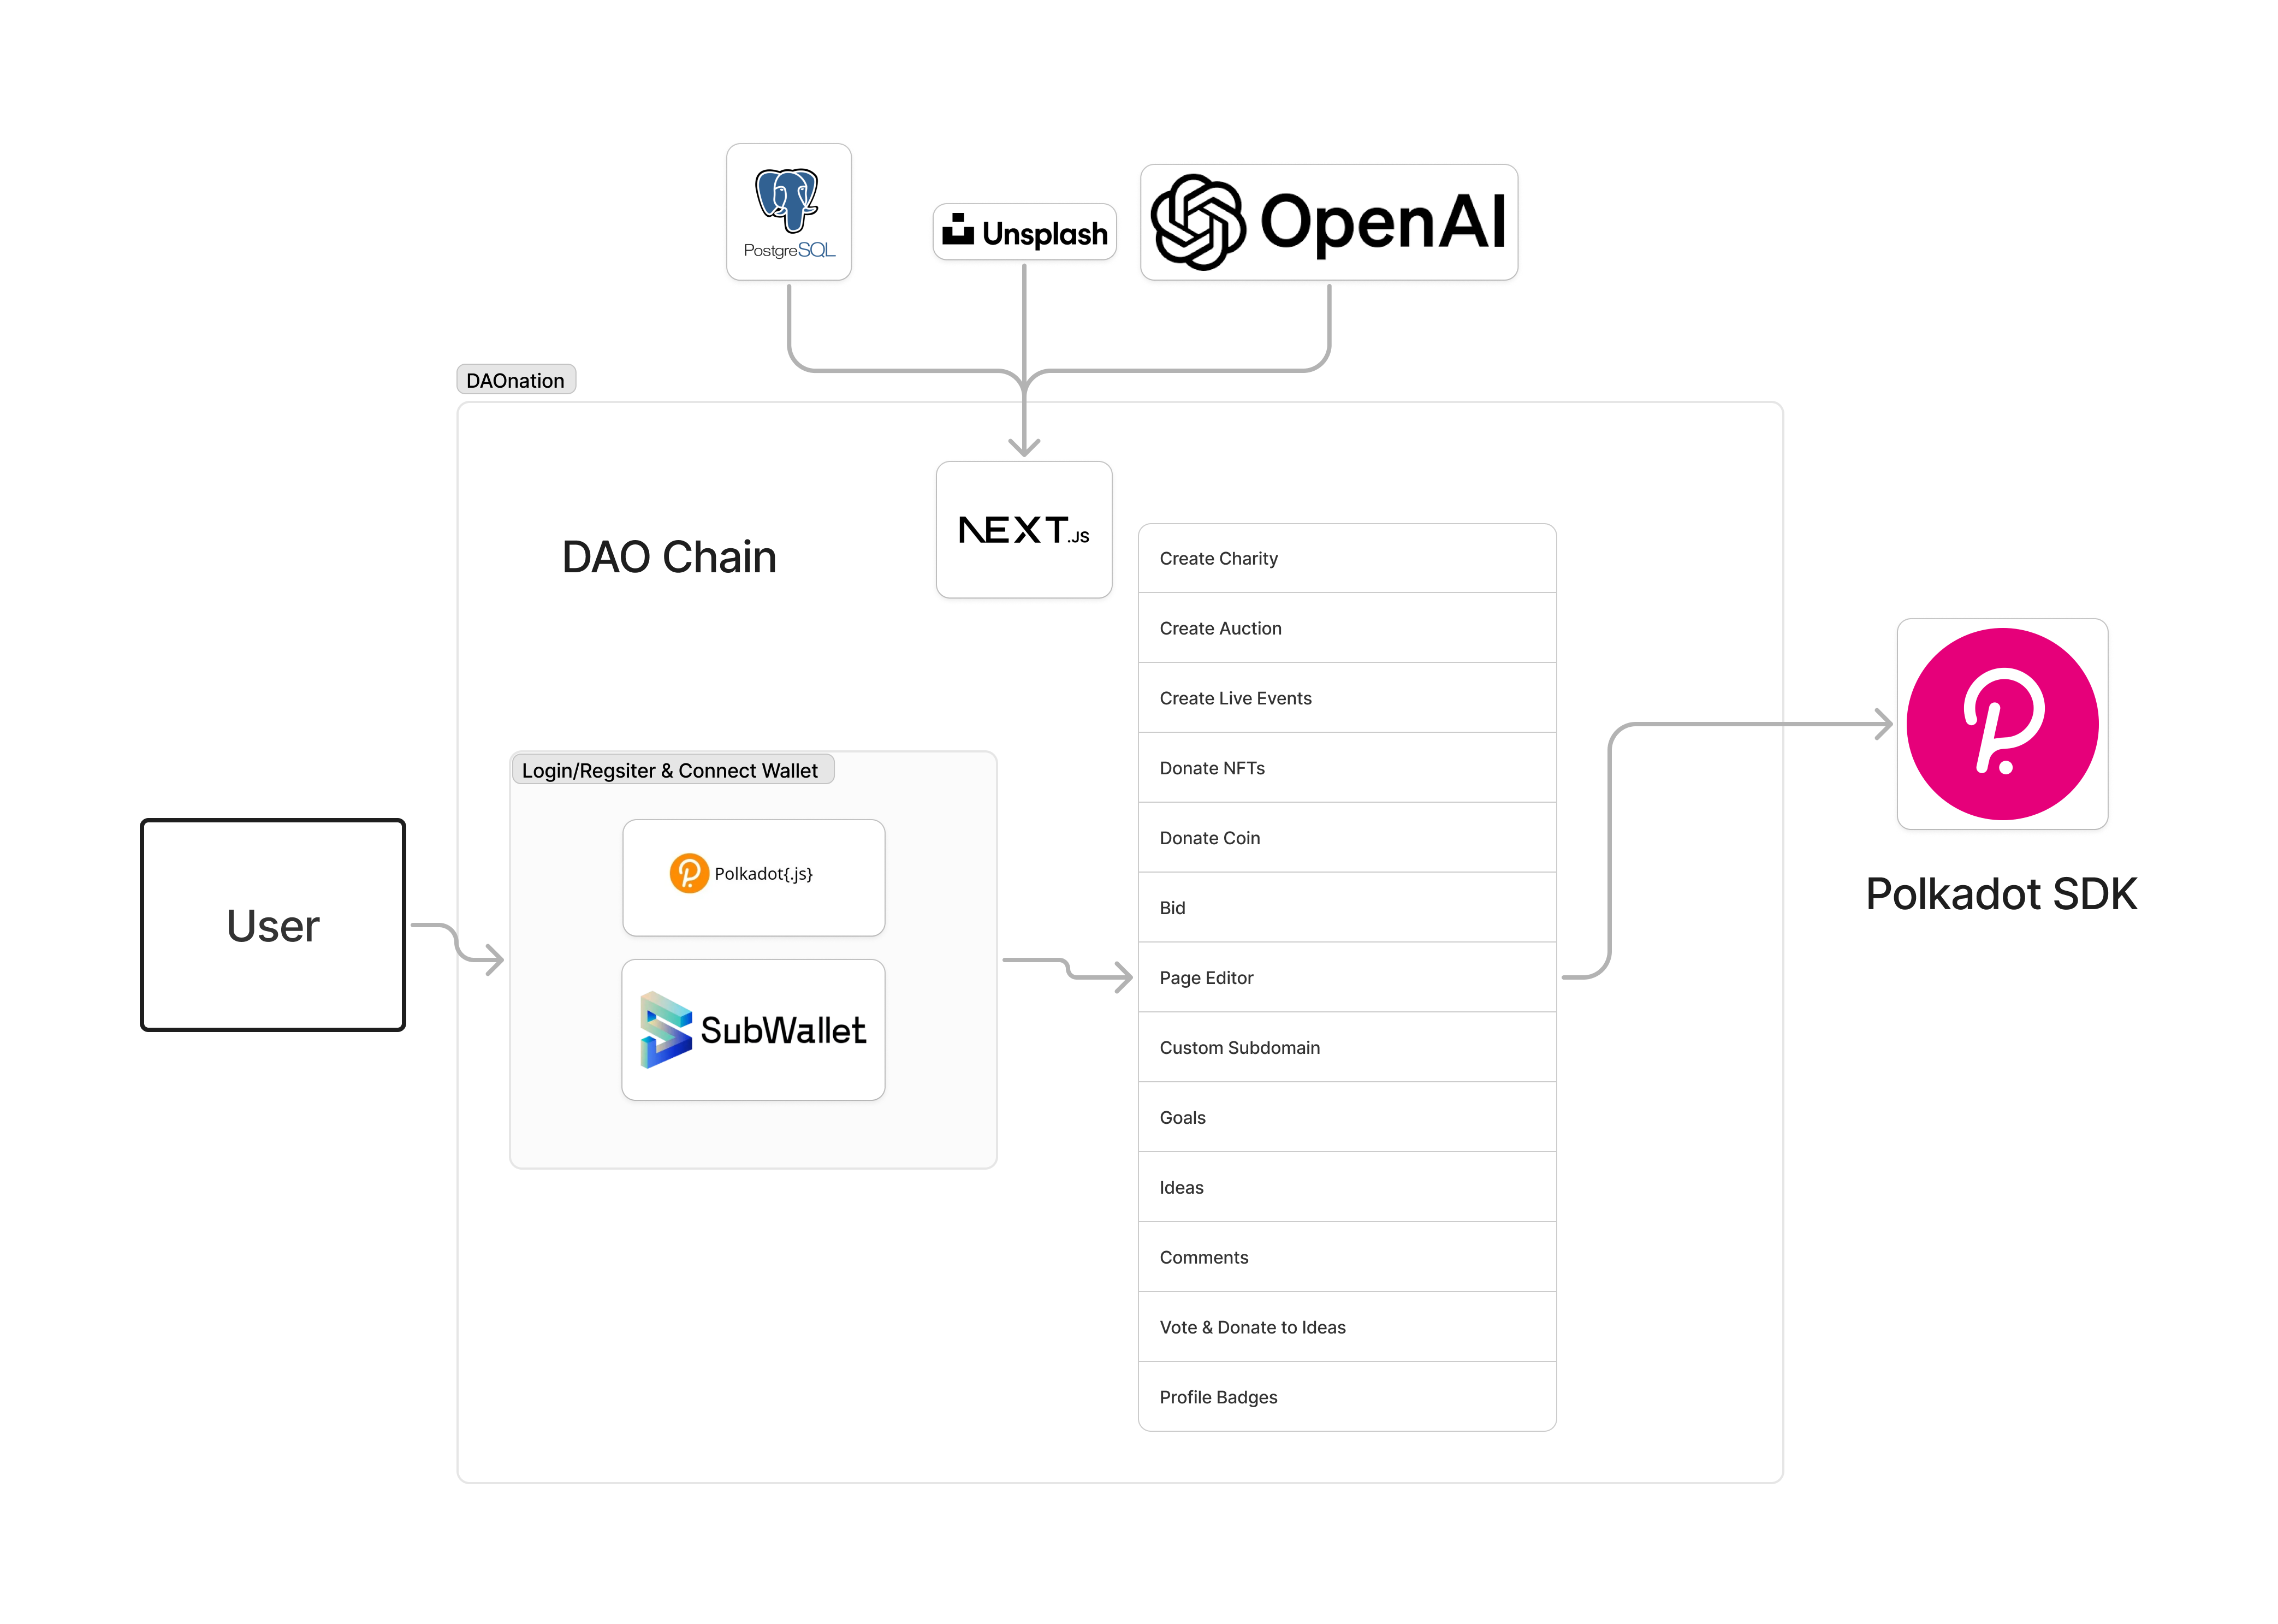 PostgreSQL
Unsplash
OpenAI
DAOnation
DAO Chain
NEXT.JS
Login/Regsiter & Connect Wallet
Polkadot{.js}
SubWallet
User
Create Charity
Create Auction
Create Live Events
Donate NFTs
Donate Coin
Bid
Page Editor
Custom Subdomain
Goals
Ideas
Comments
Vote & Donate to Ideas
Profile Badges
Polkadot SDK